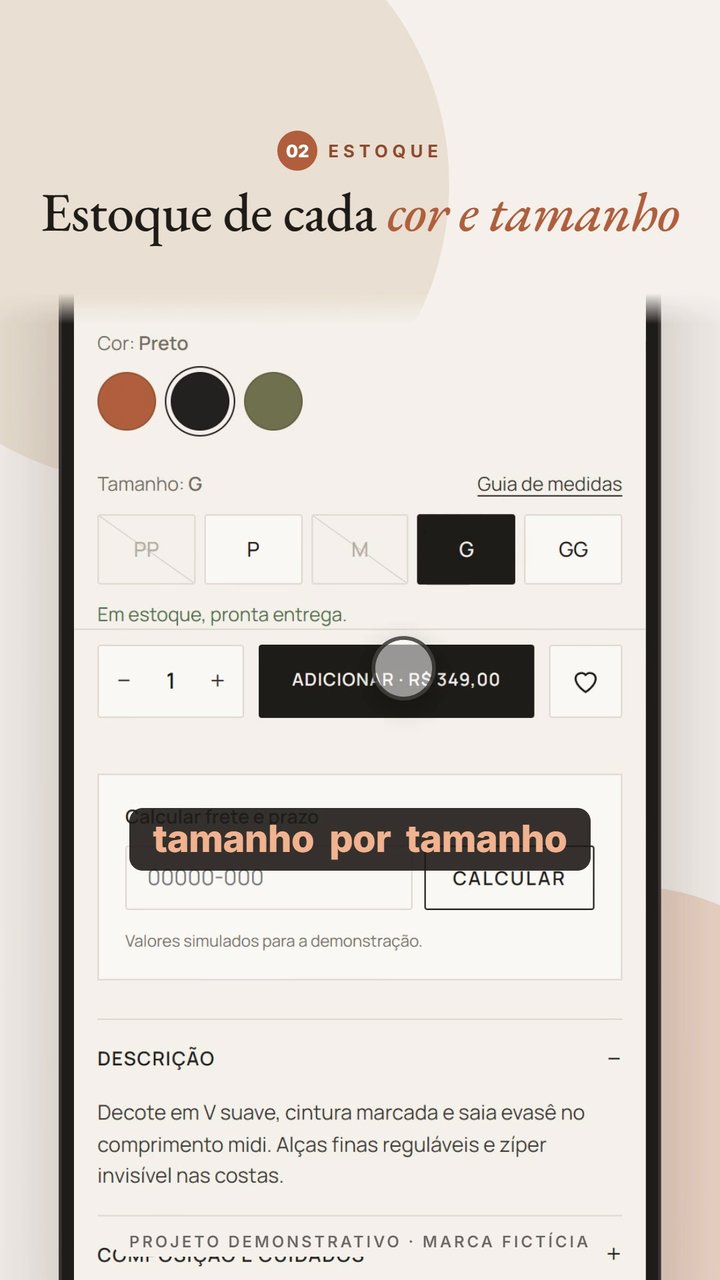 02 ESTOQUE
Estoque de cada cor e tamanho
Cor: Preto
Tamanho: G
Guia de medidas
PP
P
M
G
GG
Em estoque, pronta entrega.
− 1 +
ADICIONAR · R$ 349,00
Calcular frete e prazo
tamanho por tamanho
00000-000
CALCULAR
Valores simulados para a demonstração.
DESCRIÇÃO −
Decote em V suave, cintura marcada e saia evasê no
comprimento midi. Alças finas reguláveis e zíper
invisível nas costas.
PROJETO DEMONSTRATIVO · MARCA FICTÍCIA
COMPOSIÇÃO E CUIDADOS +